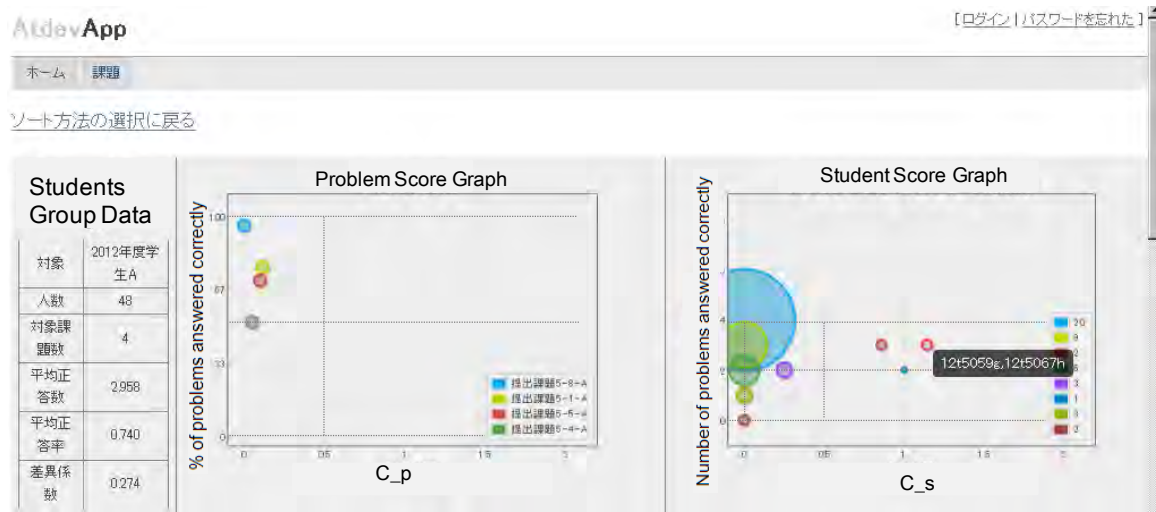 AtdevApp
[ログイン | パスワードを忘れた]
ホーム 課題
ソート方法の選択に戻る
Students
Group Data
対象 2012年度学
生A
人数 48
対象課
題数 4
平均正
答数 2.958
平均正
答率 0.740
差異係
数 0.274
Problem Score Graph
% of problems answered correctly
100
67
33
0
0 0.5 1 1.5 2
C_p
提出課題5-8-A
提出課題5-1-A
提出課題5-5-A
提出課題5-4-A
Student Score Graph
Number of problems answered correctly
4
2
0
0 0.5 1 1.5 2
C_s
20
9
2
3
1
3
2
12t5059g,12t5067h